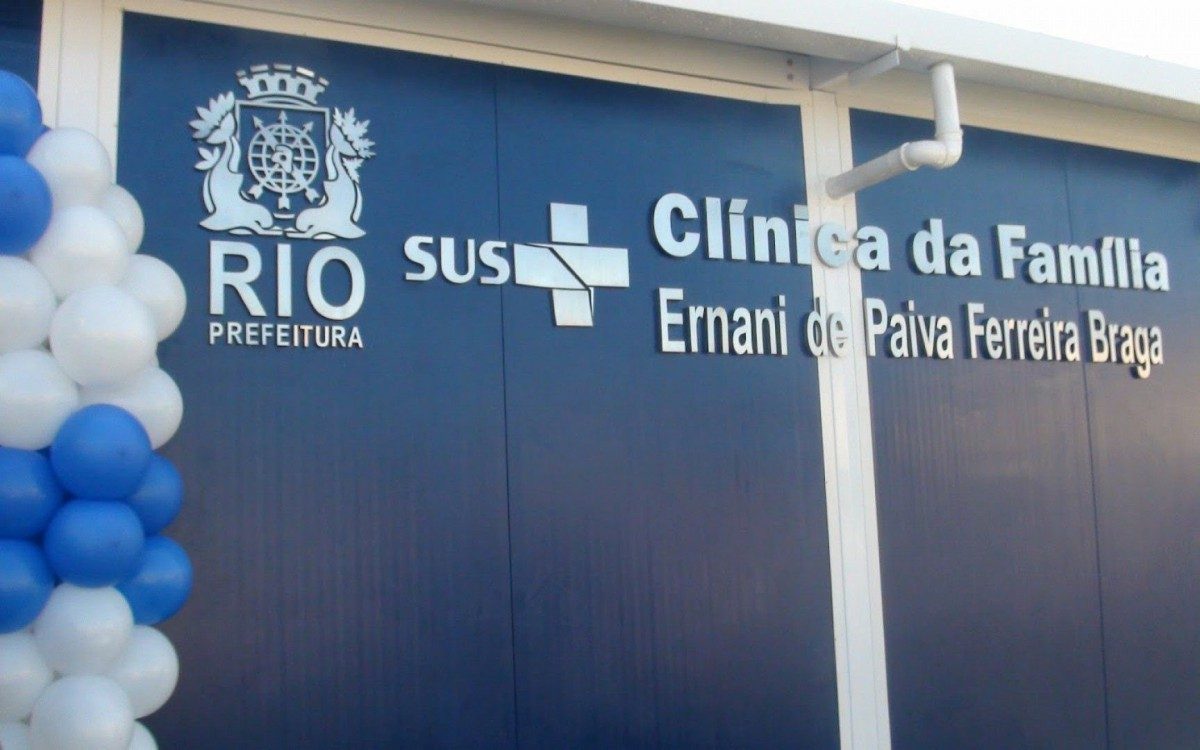 RIO
PREFEITURA
SUS
Clínica da Família
Ernani de Paiva Ferreira Braga